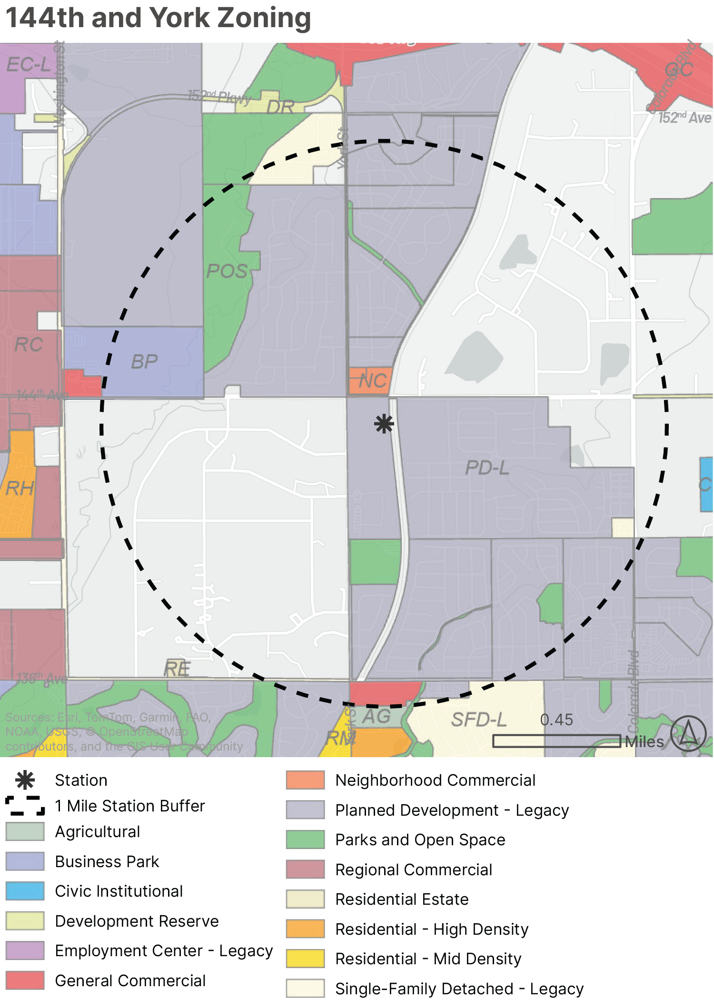 144th and York Zoning
EC-L
Washington St
152nd Pkwy
DR
York St
GC
Colorado Blvd
152nd Ave
POS
RC
BP
NC
144th Ave
RH
PD-L
C
RE
136th Ave
AG
SFD-L
RM
York St
Colorado Blvd
0.45
Miles
Sources: Esri, TomTom, Garmin, FAO,
NOAA, USGS, © OpenStreetMap
contributors, and the GIS User Community
Station
1 Mile Station Buffer
Agricultural
Business Park
Civic Institutional
Development Reserve
Employment Center - Legacy
General Commercial
Neighborhood Commercial
Planned Development - Legacy
Parks and Open Space
Regional Commercial
Residential Estate
Residential - High Density
Residential - Mid Density
Single-Family Detached - Legacy